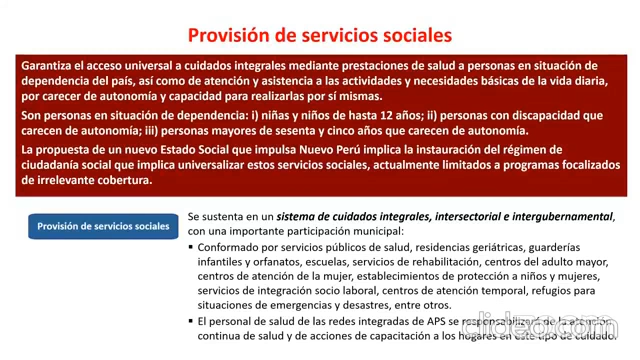 Provisión de servicios sociales
Garantiza el acceso universal a cuidados integrales mediante prestaciones de salud a personas en situación de
dependencia del país, así como de atención y asistencia a las actividades y necesidades básicas de la vida diaria,
por carecer de autonomía y capacidad para realizarlas por sí mismas.
Son personas en situación de dependencia: i) niñas y niños de hasta 12 años; ii) personas con discapacidad que
carecen de autonomía; iii) personas mayores de sesenta y cinco años que carecen de autonomía.
La propuesta de un nuevo Estado Social que impulsa Nuevo Perú implica la instauración del régimen de
ciudadanía social que implica universalizar estos servicios sociales, actualmente limitados a programas focalizados
de irrelevante cobertura.
Provisión de servicios sociales
Se sustenta en un sistema de cuidados integrales, intersectorial e intergubernamental,
con una importante participación municipal:
▪ Conformado por servicios públicos de salud, residencias geriátricas, guarderías
infantiles y orfanatos, escuelas, servicios de rehabilitación, centros del adulto mayor,
centros de atención de la mujer, establecimientos de protección a niños y mujeres,
servicios de integración socio laboral, centros de atención temporal, refugios para
situaciones de emergencias y desastres, entre otros.
▪ El personal de salud de las redes integradas de APS se responsabilizará de la atención
continua de salud y de acciones de capacitación a los hogares en este tipo de cuidado.
clideo.com